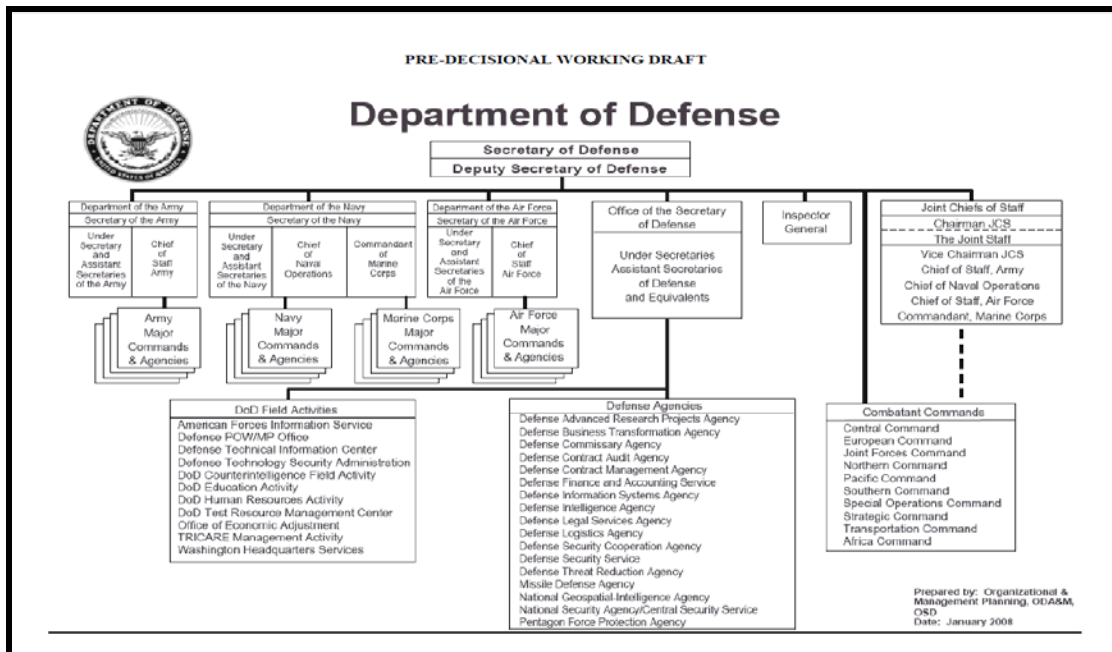 PRE-DECISIONAL WORKING DRAFT
Department of Defense
DEPARTMENT OF DEFENSE
UNITED STATES OF AMERICA
Secretary of Defense
Deputy Secretary of Defense
Department of the Army
Secretary of the Army
Under
Secretary
and
Assistant
Secretaries
of the Army
Chief
of
Staff
Army
Department of the Navy
Secretary of the Navy
Under
Secretary
and
Assistant
Secretaries
of the Navy
Chief
of
Naval
Operations
Commandant
of
Marine
Corps
Department of the Air Force
Secretary of the Air Force
Under
Secretary
and
Assistant
Secretaries
of the
Air Force
Chief
of
Staff
Air Force
Office of the Secretary
of Defense
Under Secretaries
Assistant Secretaries
of Defense
and Equivalents
Inspector
General
Joint Chiefs of Staff
Chairman JCS
The Joint Staff
Vice Chairman JCS
Chief of Staff, Army
Chief of Naval Operations
Chief of Staff, Air Force
Commandant, Marine Corps
Army
Major
Commands
& Agencies
Navy
Major
Commands
& Agencies
Marine Corps
Major
Commands
& Agencies
Air Force
Major
Commands
& Agencies
DoD Field Activities
American Forces Information Service
Defense POW/MP Office
Defense Technical Information Center
Defense Technology Security Administration
DoD Counterintelligence Field Activity
DoD Education Activity
DoD Human Resources Activity
DoD Test Resource Management Center
Office of Economic Adjustment
TRICARE Management Activity
Washington Headquarters Services
Defense Agencies
Defense Advanced Research Projects Agency
Defense Business Transformation Agency
Defense Commissary Agency
Defense Contract Audit Agency
Defense Contract Management Agency
Defense Finance and Accounting Service
Defense Information Systems Agency
Defense Intelligence Agency
Defense Legal Services Agency
Defense Logistics Agency
Defense Security Cooperation Agency
Defense Security Service
Defense Threat Reduction Agency
Missile Defense Agency
National Geospatial-Intelligence Agency
National Security Agency/Central Security Service
Pentagon Force Protection Agency
Combatant Commands
Central Command
European Command
Joint Forces Command
Northern Command
Pacific Command
Southern Command
Special Operations Command
Strategic Command
Transportation Command
Africa Command
Prepared by: Organizational &
Management Planning, ODA&M,
OSD
Date: January 2008